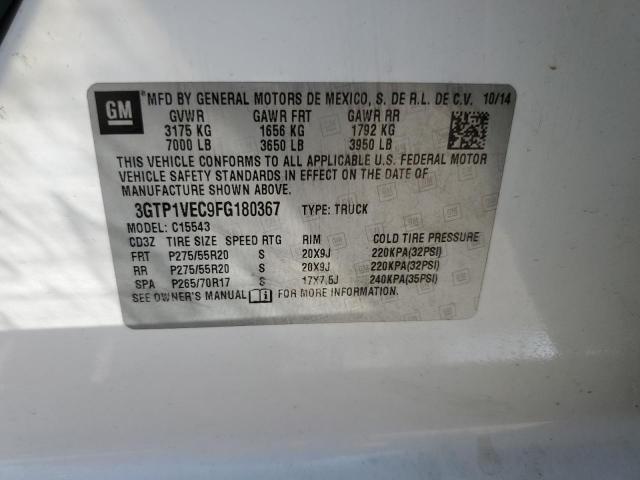 GM
MFD BY GENERAL MOTORS DE MEXICO, S. DE R.L. DE C.V. 10/14
GVWR GAWR FRT GAWR RR
3175 KG 1656 KG 1792 KG
7000 LB 3650 LB 3950 LB
THIS VEHICLE CONFORMS TO ALL APPLICABLE U.S. FEDERAL MOTOR
VEHICLE SAFETY STANDARDS IN EFFECT ON THE DATE OF
MANUFACTURE SHOWN ABOVE.
3GTP1VEC9FG180367 TYPE: TRUCK
MODEL: C15543
CD3Z TIRE SIZE SPEED RTG RIM COLD TIRE PRESSURE
FRT P275/55R20 S 20X9J 220KPA(32PSI)
RR P275/55R20 S 20X9J 220KPA(32PSI)
SPA P265/70R17 S 17X7.5J 240KPA(35PSI)
SEE OWNER'S MANUAL FOR MORE INFORMATION.